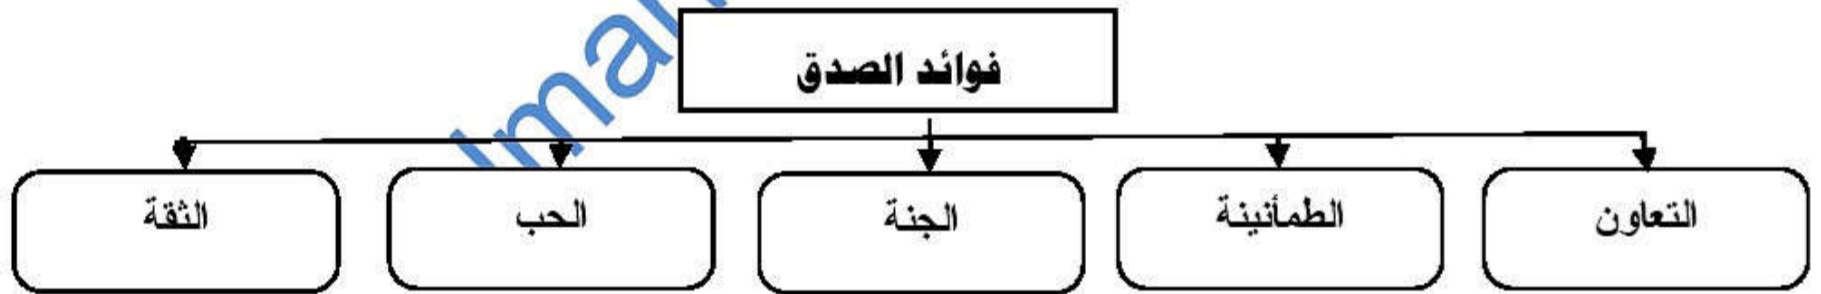 فوائد الصدق
التعاون
الطمأنينة
الجنة
الحب
الثقة